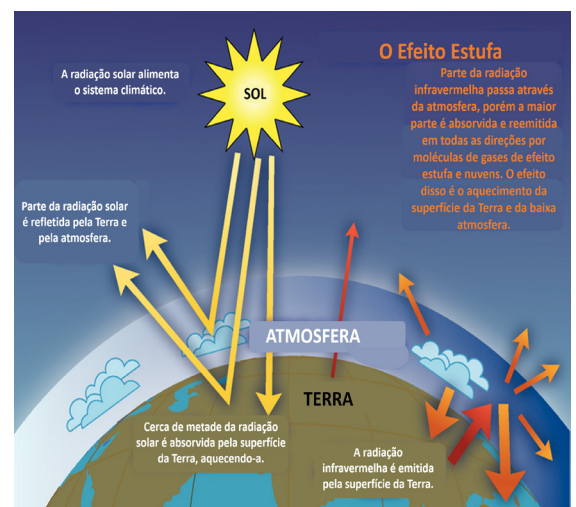 O Efeito Estufa
A radiação solar alimenta
o sistema climático.
SOL
Parte da radiação
infravermelha passa através
da atmosfera, porém a maior
parte é absorvida e reemitida
em todas as direções por
moléculas de gases de efeito
estufa e nuvens. O efeito
disso é o aquecimento da
superfície da Terra e da baixa
atmosfera.
Parte da radiação solar
é refletida pela Terra e
pela atmosfera.
ATMOSFERA
TERRA
Cerca de metade da radiação
solar é absorvida pela superfície
da Terra, aquecendo-a.
A radiação
infravermelha é emitida
pela superfície da Terra.